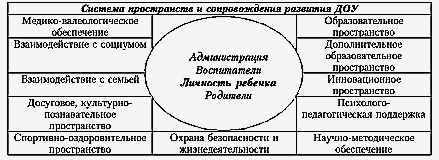 Система пространств и сопровождения развития ДОУ
Медико-валеологическое
обеспечение
Взаимодействие с социумом
Взаимодействие с семьей
Досуговое, культурно-
познавательное
пространство
Спортивно-оздоровительное
пространство
Администрация
Воспитатели
Личность ребенка
Родители
Охрана безопасности и
жизнедеятельности
Образовательное
пространство
Дополнительное
образовательное
пространство
Инновационное
пространство
Психолого-
педагогическая поддержка
Научно-методическое
обеспечение